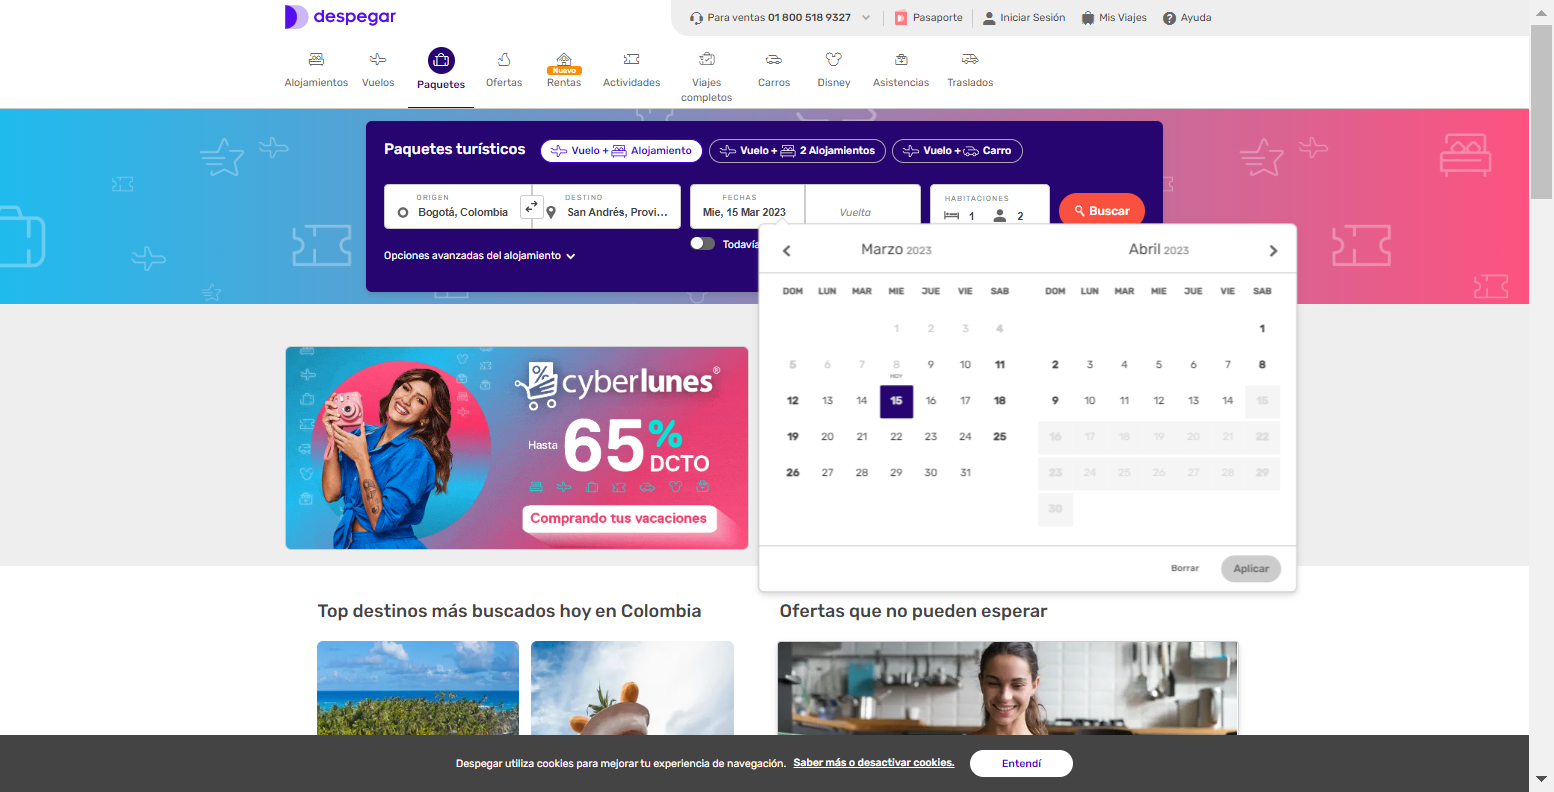 despegar
Para ventas 01 800 518 9327
Pasaporte
Iniciar Sesión
Mis Viajes
Ayuda
Alojamientos
Vuelos
Paquetes
Ofertas
Nuevo
Rentas
Actividades
Viajes
completos
Carros
Disney
Asistencias
Traslados
Paquetes turísticos
Vuelo + Alojamiento
Vuelo + 2 Alojamientos
Vuelo + Carro
ORIGEN
Bogotá, Colombia
DESTINO
San Andrés, Provi...
FECHAS
Mie, 15 Mar 2023
Vuelta
HABITACIONES
1 2
Buscar
Todavía
Opciones avanzadas del alojamiento
Marzo 2023
DOM LUN MAR MIE JUE VIE SAB
1 2 3 4
5 6 7 8 9 10 11
HOY
12 13 14 15 16 17 18
19 20 21 22 23 24 25
26 27 28 29 30 31
Abril 2023
DOM LUN MAR MIE JUE VIE SAB
1
2 3 4 5 6 7 8
9 10 11 12 13 14 15
16 17 18 19 20 21 22
23 24 25 26 27 28 29
30
Borrar
Aplicar
cyberlunes®
Hasta 65% DCTO
Comprando tus vacaciones
Top destinos más buscados hoy en Colombia
Ofertas que no pueden esperar
Despegar utiliza cookies para mejorar tu experiencia de navegación. Saber más o desactivar cookies.
Entendí